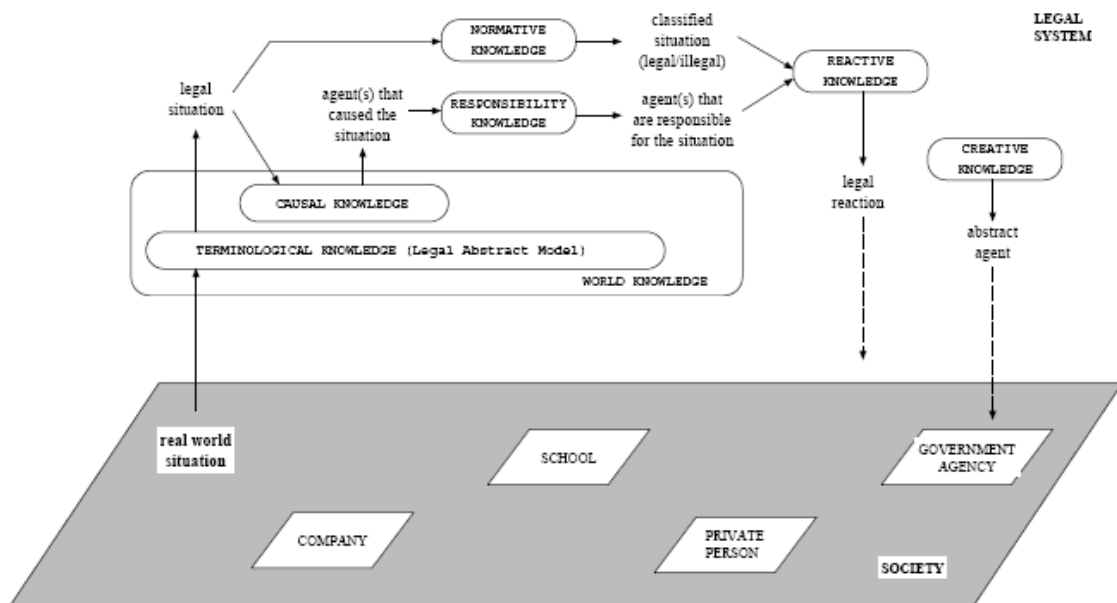 LEGAL
SYSTEM
NORMATIVE
KNOWLEDGE
classified
situation
(legal/illegal)
REACTIVE
KNOWLEDGE
legal
situation
agent(s) that
caused the
situation
RESPONSIBILITY
KNOWLEDGE
agent(s) that
are responsible
for the situation
CREATIVE
KNOWLEDGE
CAUSAL KNOWLEDGE
legal
reaction
TERMINOLOGICAL KNOWLEDGE (Legal Abstract Model)
abstract
agent
WORLD KNOWLEDGE
real world
situation
SCHOOL
GOVERNMENT
AGENCY
COMPANY
PRIVATE
PERSON
SOCIETY